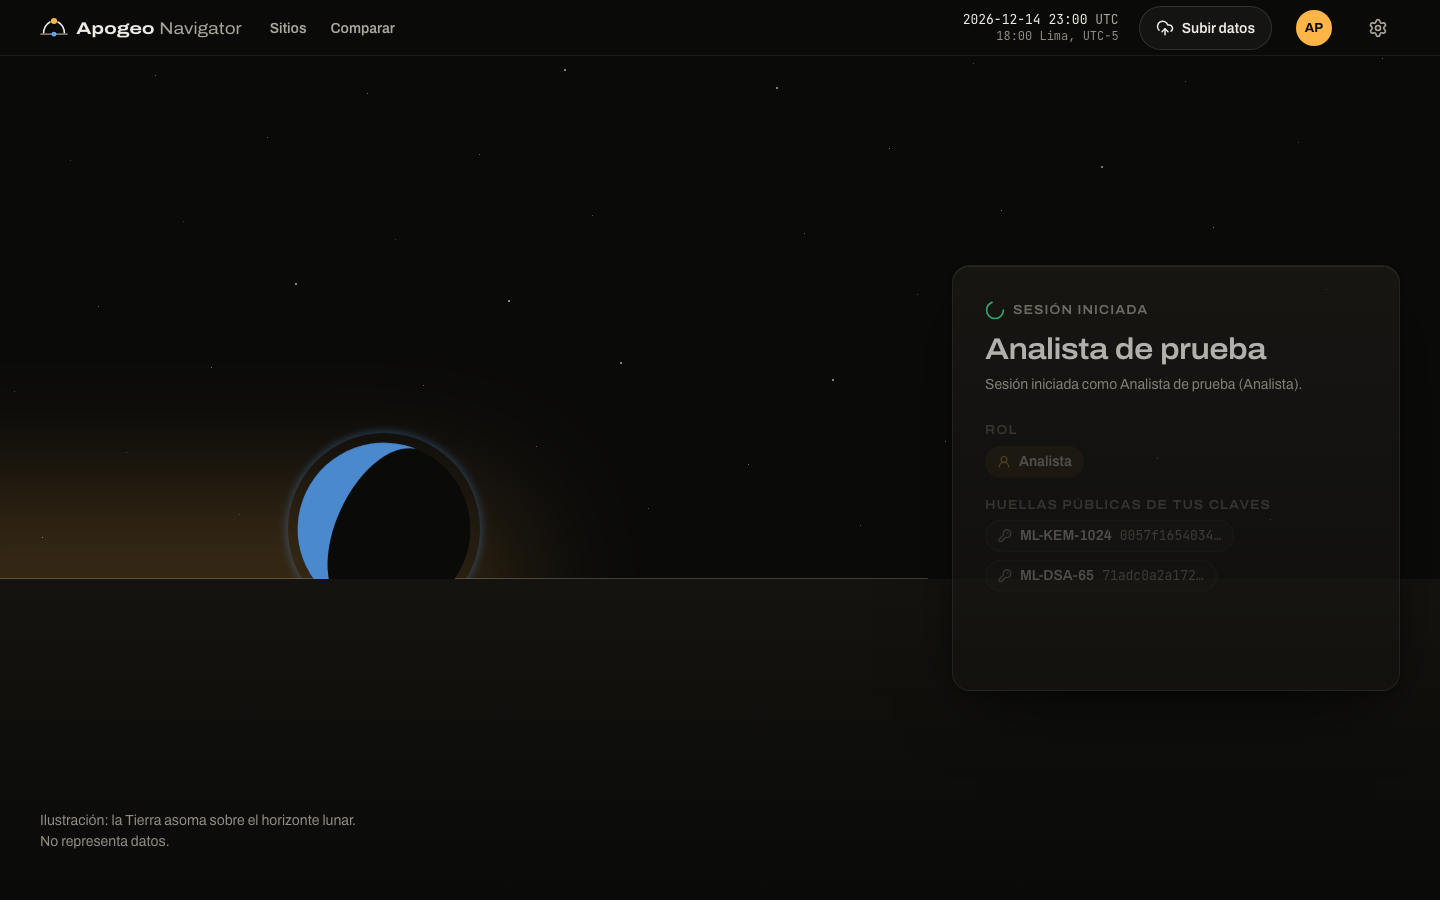 Apogeo Navigator
Sitios
Comparar
2026-12-14 23:00 UTC
18:00 Lima, UTC-5
Subir datos
AP
SESIÓN INICIADA
Analista de prueba
Sesión iniciada como Analista de prueba (Analista).
ROL
Analista
HUELLAS PÚBLICAS DE TUS CLAVES
ML-KEM-1024 0057f1654034…
ML-DSA-65 71adc0a2a172…
Ilustración: la Tierra asoma sobre el horizonte lunar.
No representa datos.